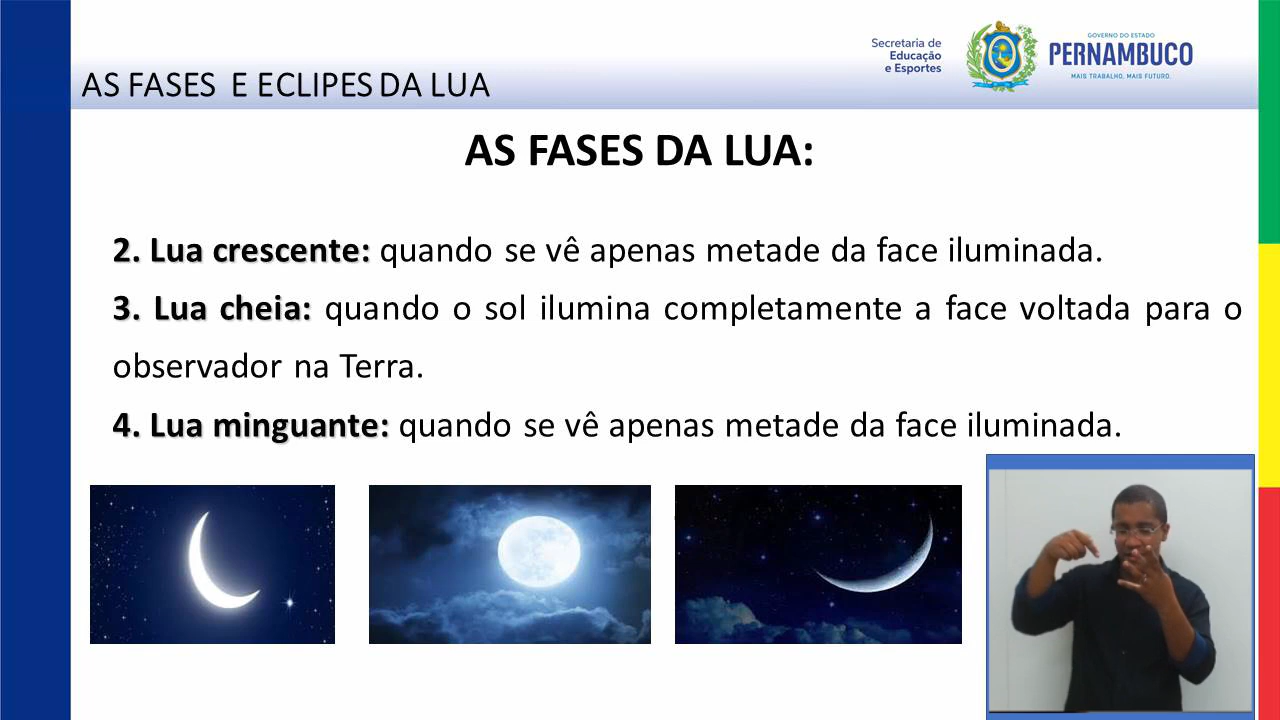 Secretaria de
Educação
e Esportes
GOVERNO DO ESTADO
PERNAMBUCO
MAIS TRABALHO, MAIS FUTURO.
AS FASES E ECLIPES DA LUA
AS FASES DA LUA:
2. Lua crescente: quando se vê apenas metade da face iluminada.
3. Lua cheia: quando o sol ilumina completamente a face voltada para o
observador na Terra.
4. Lua minguante: quando se vê apenas metade da face iluminada.